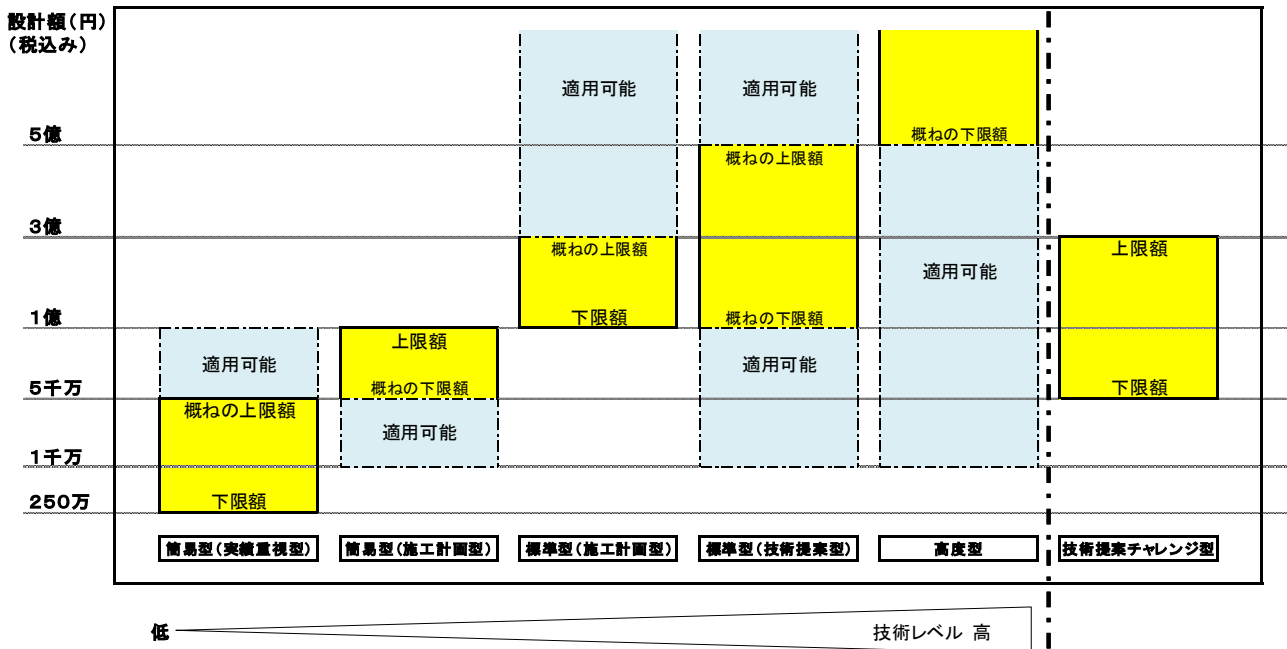 設計額(円)
(税込み)
適用可能
適用可能
5億
概ねの下限額
概ねの上限額
3億
概ねの上限額
適用可能
上限額
1億
下限額
概ねの下限額
適用可能
上限額
適用可能
5千万
概ねの下限額
下限額
概ねの上限額
適用可能
1千万
250万
下限額
簡易型(実績重視型)
簡易型(施工計画型)
標準型(施工計画型)
標準型(技術提案型)
高度型
技術提案チャレンジ型
低
技術レベル 高